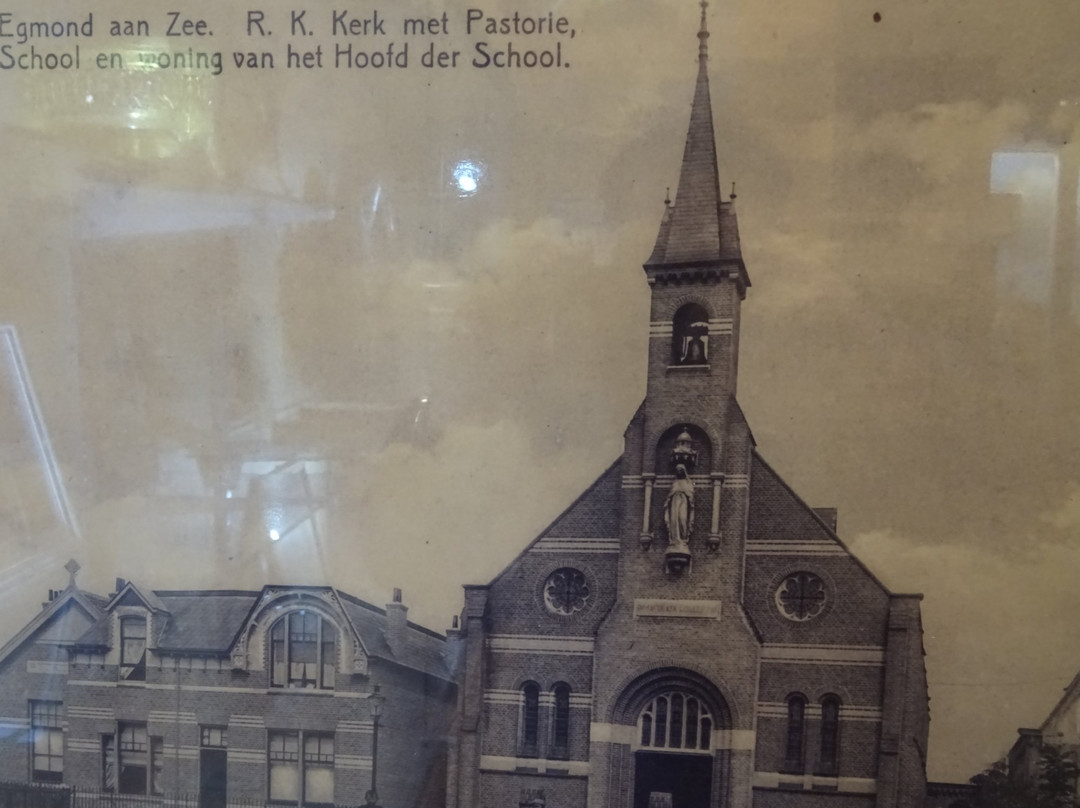 Egmond aan Zee. R. K. Kerk met Pastorie,
School en woning van het Hoofd der School.